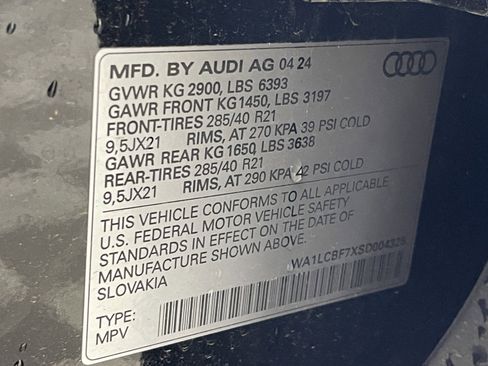 MFD. BY AUDI AG 04 24
GVWR KG 2900, LBS 6393
GAWR FRONT KG1450, LBS 3197
FRONT-TIRES 285/40 R21
9,5JX21 RIMS, AT 270 KPA 39 PSI COLD
GAWR REAR KG 1650, LBS 3638
REAR-TIRES 285/40 R21
9,5JX21 RIMS, AT 290 KPA 42 PSI COLD
THIS VEHICLE CONFORMS TO ALL APPLICABLE
U.S. FEDERAL MOTOR VEHICLE SAFETY
STANDARDS IN EFFECT ON THE DATE OF
MANUFACTURE SHOWN ABOVE.
SLOVAKIA
WA1LCBF7XSD004325
TYPE:
MPV